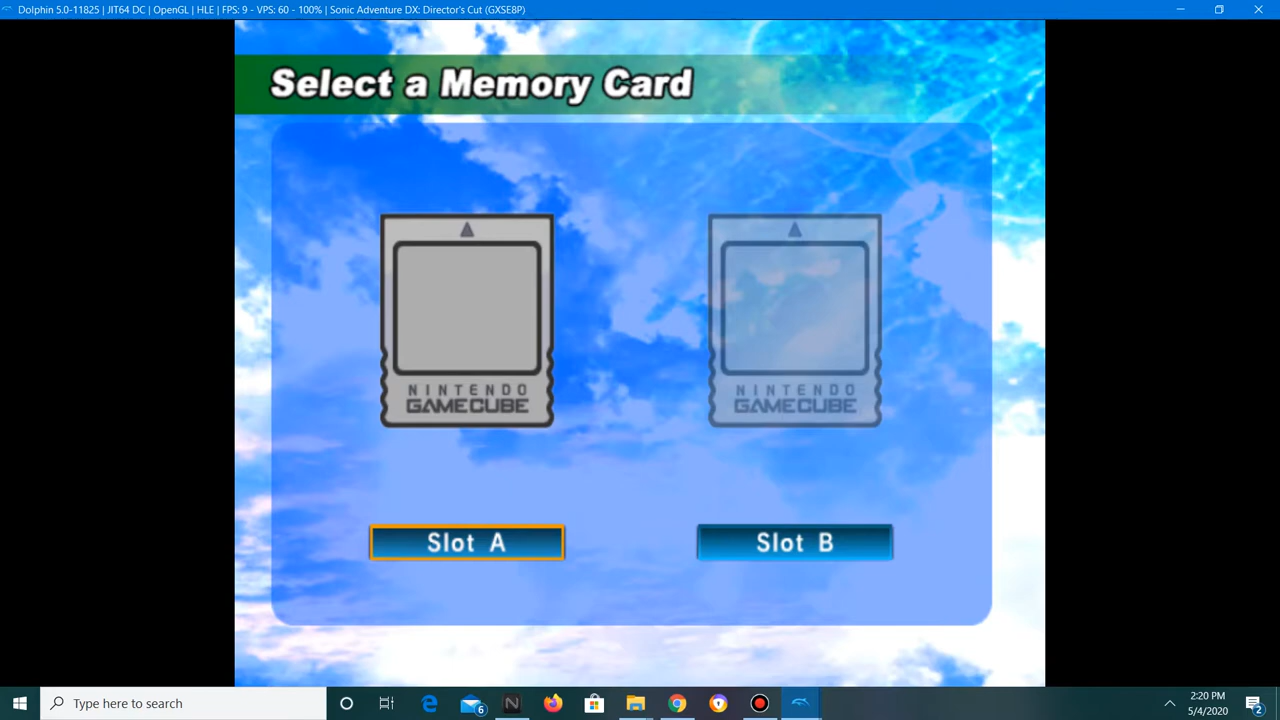 Dolphin 5.0-11825 | JIT64 DC | OpenGL | HLE | FPS: 9 - VPS: 60 - 100% | Sonic Adventure DX: Director's Cut (GXSE8P)
Select a Memory Card
NINTENDO
GAMECUBE
NINTENDO
GAMECUBE
Slot A
Slot B
Type here to search
6
N
2:20 PM
5/4/2020
2